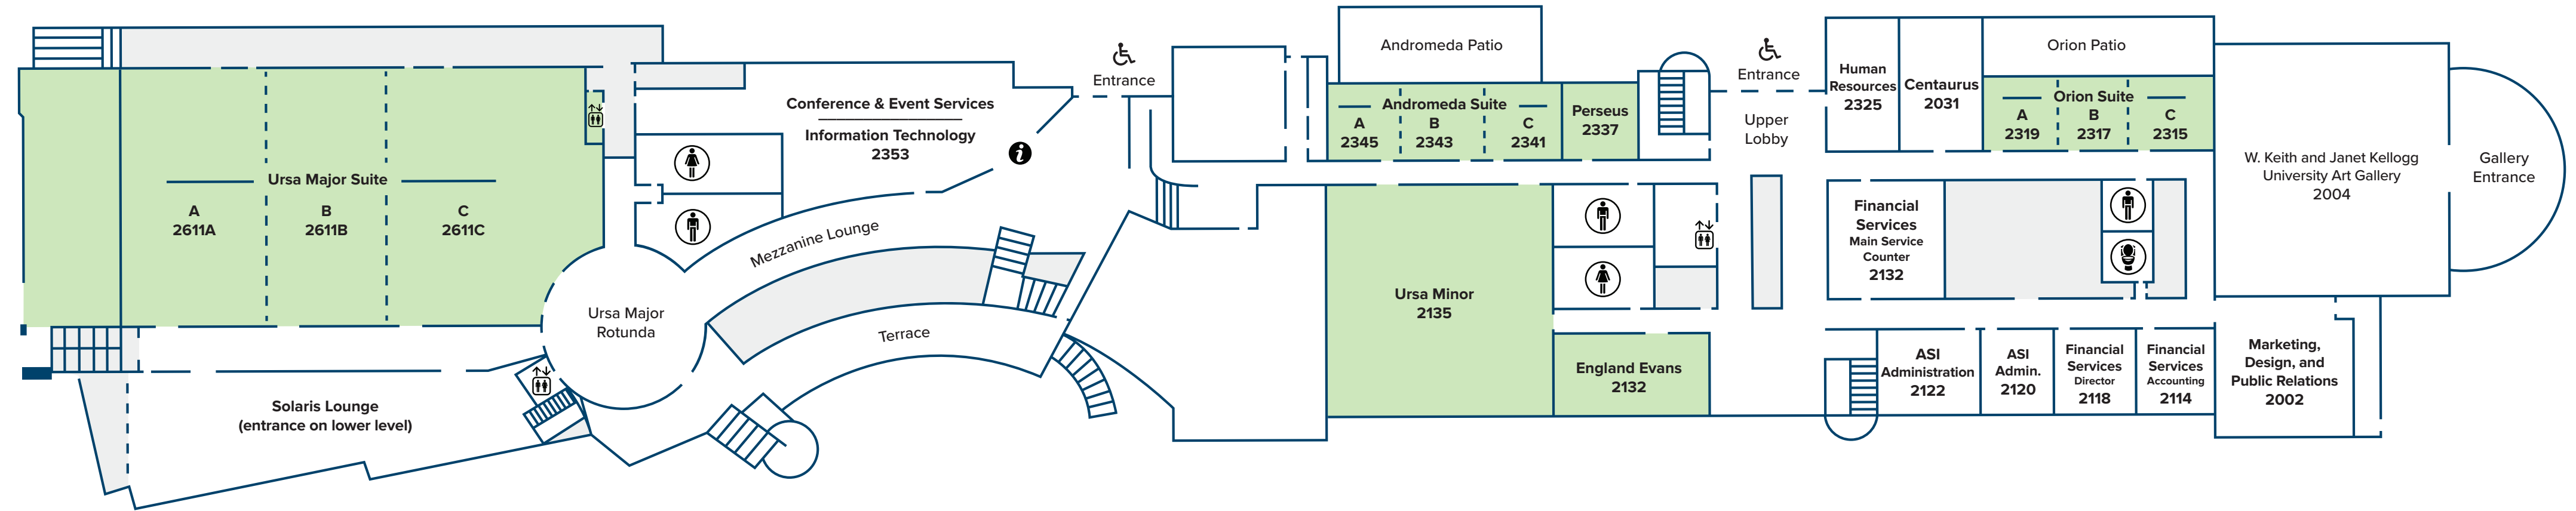 Ursa Major Suite
A
2611A
B
2611B
C
2611C
Solaris Lounge
(entrance on lower level)
Ursa Major
Rotunda
Conference & Event Services
Information Technology
2353
i
Mezzanine Lounge
Terrace
Entrance
Andromeda Patio
Andromeda Suite
A
2345
B
2343
C
2341
Perseus
2337
Ursa Minor
2135
England Evans
2132
Entrance
Upper
Lobby
Human
Resources
2325
Centaurus
2031
Orion Patio
Orion Suite
A
2319
B
2317
C
2315
Financial
Services
Main Service
Counter
2132
ASI
Administration
2122
ASI
Admin.
2120
Financial
Services
Director
2118
Financial
Services
Accounting
2114
W. Keith and Janet Kellogg
University Art Gallery
2004
Gallery
Entrance
Marketing,
Design, and
Public Relations
2002